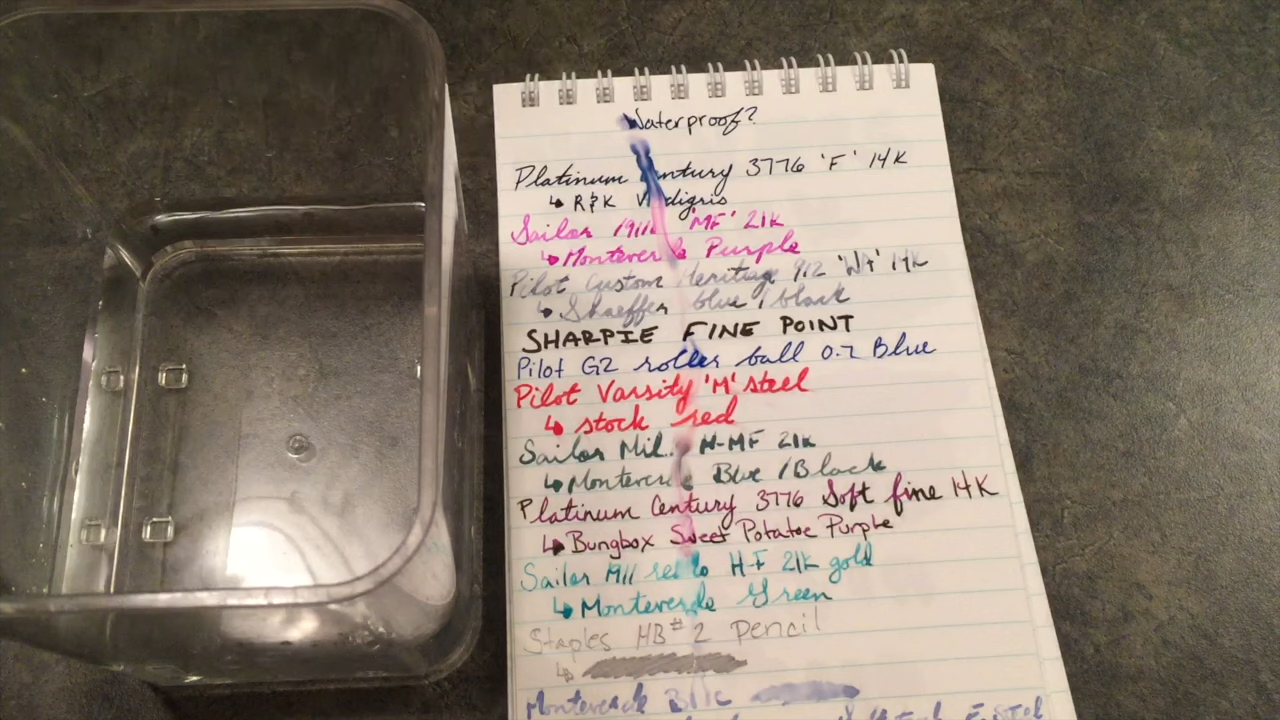 Waterproof?
Platinum Century 3776 'F' 14K
↳ R&K Verdigris
Sailor 1911L 'MF' 21K
↳ Monteverde Purple
Pilot Custom Heritage 912 'WA' 14K
↳ Shaeffer blue / black
SHARPIE FINE POINT
Pilot G2 roller ball 0.7 Blue
Pilot Varsity 'M' steel
↳ stock red
Sailor Mil. H-MF 21K
↳ Monteverde Blue / Black
Platinum Century 3776 Soft fine 14K
↳ Bungbox Sweet Potatoe Purple
Sailor 1911 H-F 21K gold
↳ Monteverde Green
Staples HB #2 Pencil
Monteverde